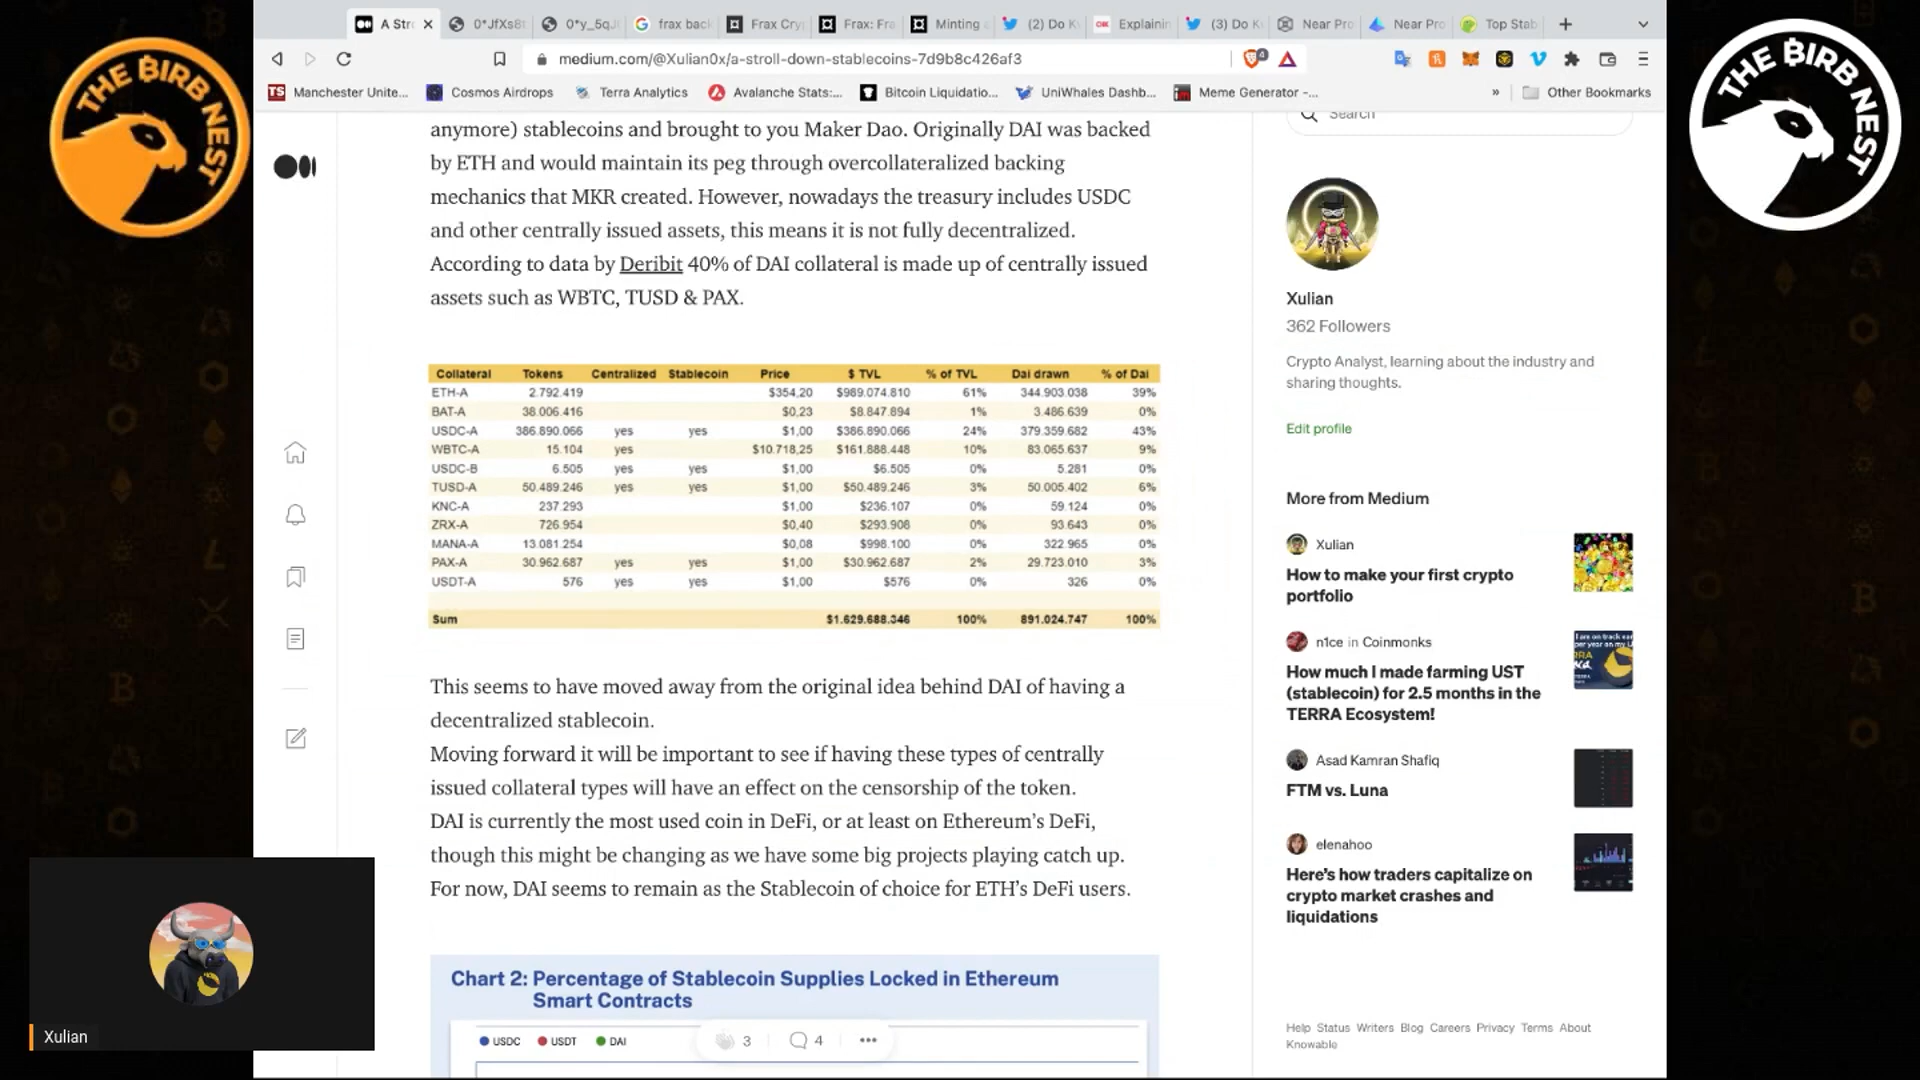 THE BIRB NEST
A Stro
0*JfXs8t
0*y_5qJ
frax back
Frax Cryp
Frax: Fra
Minting a
(2) Do K
Explainin
(3) Do K
Near Pro
Near Pro
Top Stab
medium.com/@Xulian0x/a-stroll-down-stablecoins-7d9b8c426af3
4
TS Manchester Unite...
Cosmos Airdrops
Terra Analytics
Avalanche Stats:...
Bitcoin Liquidatio...
UniWhales Dashb...
Meme Generator -...
»
Other Bookmarks
THE BIRB NEST
anymore) stablecoins and brought to you Maker Dao. Originally DAI was backed
by ETH and would maintain its peg through overcollateralized backing
mechanics that MKR created. However, nowadays the treasury includes USDC
and other centrally issued assets, this means it is not fully decentralized.
According to data by Deribit 40% of DAI collateral is made up of centrally issued
assets such as WBTC, TUSD & PAX.
Collateral Tokens Centralized Stablecoin Price $ TVL % of TVL Dai drawn % of Dai
ETH-A 2.792.419 $354,20 $989.074.810 61% 344.903.038 39%
BAT-A 38.006.416 $0,23 $8.847.894 1% 3.486.639 0%
USDC-A 386.890.066 yes yes $1,00 $386.890.066 24% 379.359.682 43%
WBTC-A 15.104 yes $10.718,25 $161.888.448 10% 83.065.637 9%
USDC-B 6.505 yes yes $1,00 $6.505 0% 5.281 0%
TUSD-A 50.489.246 yes yes $1,00 $50.489.246 3% 50.005.402 6%
KNC-A 237.293 $1,00 $236.107 0% 59.124 0%
ZRX-A 726.954 $0,40 $293.908 0% 93.643 0%
MANA-A 13.081.254 $0,08 $998.100 0% 322.965 0%
PAX-A 30.962.687 yes yes $1,00 $30.962.687 2% 29.723.010 3%
USDT-A 576 yes yes $1,00 $576 0% 326 0%
Sum $1.629.688.346 100% 891.024.747 100%
This seems to have moved away from the original idea behind DAI of having a
decentralized stablecoin.
Moving forward it will be important to see if having these types of centrally
issued collateral types will have an effect on the censorship of the token.
DAI is currently the most used coin in DeFi, or at least on Ethereum's DeFi,
though this might be changing as we have some big projects playing catch up.
For now, DAI seems to remain as the Stablecoin of choice for ETH's DeFi users.
Chart 2: Percentage of Stablecoin Supplies Locked in Ethereum
Smart Contracts
USDC USDT DAI
3 4
Search
Xulian
362 Followers
Crypto Analyst, learning about the industry and
sharing thoughts.
Edit profile
More from Medium
Xulian
How to make your first crypto
portfolio
n1ce in Coinmonks
How much I made farming UST
(stablecoin) for 2.5 months in the
TERRA Ecosystem!
Asad Kamran Shafiq
FTM vs. Luna
elenahoo
Here's how traders capitalize on
crypto market crashes and
liquidations
Help Status Writers Blog Careers Privacy Terms About
Knowable
Xulian